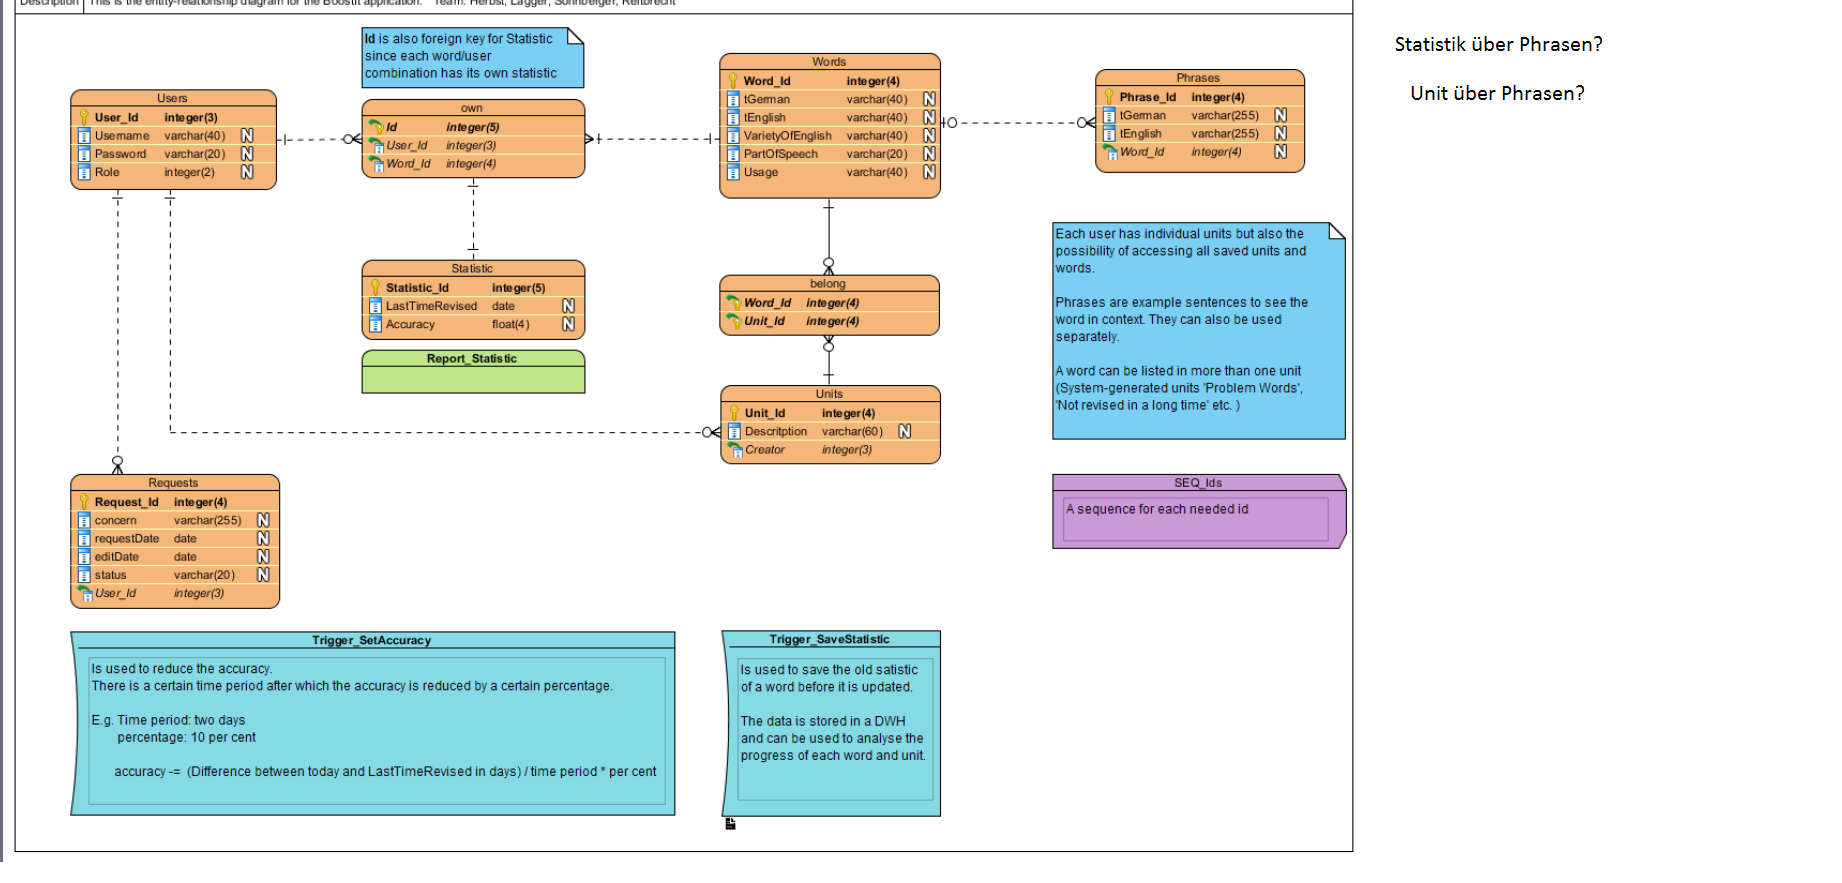 Description This is the entity-relationship diagram for the BoostIt application. Team: Herbst, Lagger, Sonnberger, Reitbrecht
Statistik über Phrasen?
Unit über Phrasen?
Id is also foreign key for Statistic
since each word/user
combination has its own statistic
Users
User_Id integer(3)
Username varchar(40) N
Password varchar(20) N
Role integer(2) N
own
Id integer(5)
User_Id integer(3)
Word_Id integer(4)
Words
Word_Id integer(4)
tGerman varchar(40) N
tEnglish varchar(40) N
VarietyOfEnglish varchar(40) N
PartOfSpeech varchar(20) N
Usage varchar(40) N
Phrases
Phrase_Id integer(4)
tGerman varchar(255) N
tEnglish varchar(255) N
Word_Id integer(4) N
Statistic
Statistic_Id integer(5)
LastTimeRevised date N
Accuracy float(4) N
Report_Statistic
belong
Word_Id integer(4)
Unit_Id integer(4)
Units
Unit_Id integer(4)
Descritption varchar(60) N
Creator integer(3)
Each user has individual units but also the
possibility of accessing all saved units and
words.
Phrases are example sentences to see the
word in context. They can also be used
separately.
A word can be listed in more than one unit
(System-generated units 'Problem Words',
'Not revised in a long time' etc. )
SEQ_Ids
A sequence for each needed id
Requests
Request_Id integer(4)
concern varchar(255) N
requestDate date N
editDate date N
status varchar(20) N
User_Id integer(3)
Trigger_SetAccuracy
Is used to reduce the accuracy.
There is a certain time period after which the accuracy is reduced by a certain percentage.
E.g. Time period: two days
percentage: 10 per cent
accuracy -= (Difference between today and LastTimeRevised in days) / time period * per cent
Trigger_SaveStatistic
Is used to save the old satistic
of a word before it is updated.
The data is stored in a DWH
and can be used to analyse the
progress of each word and unit.